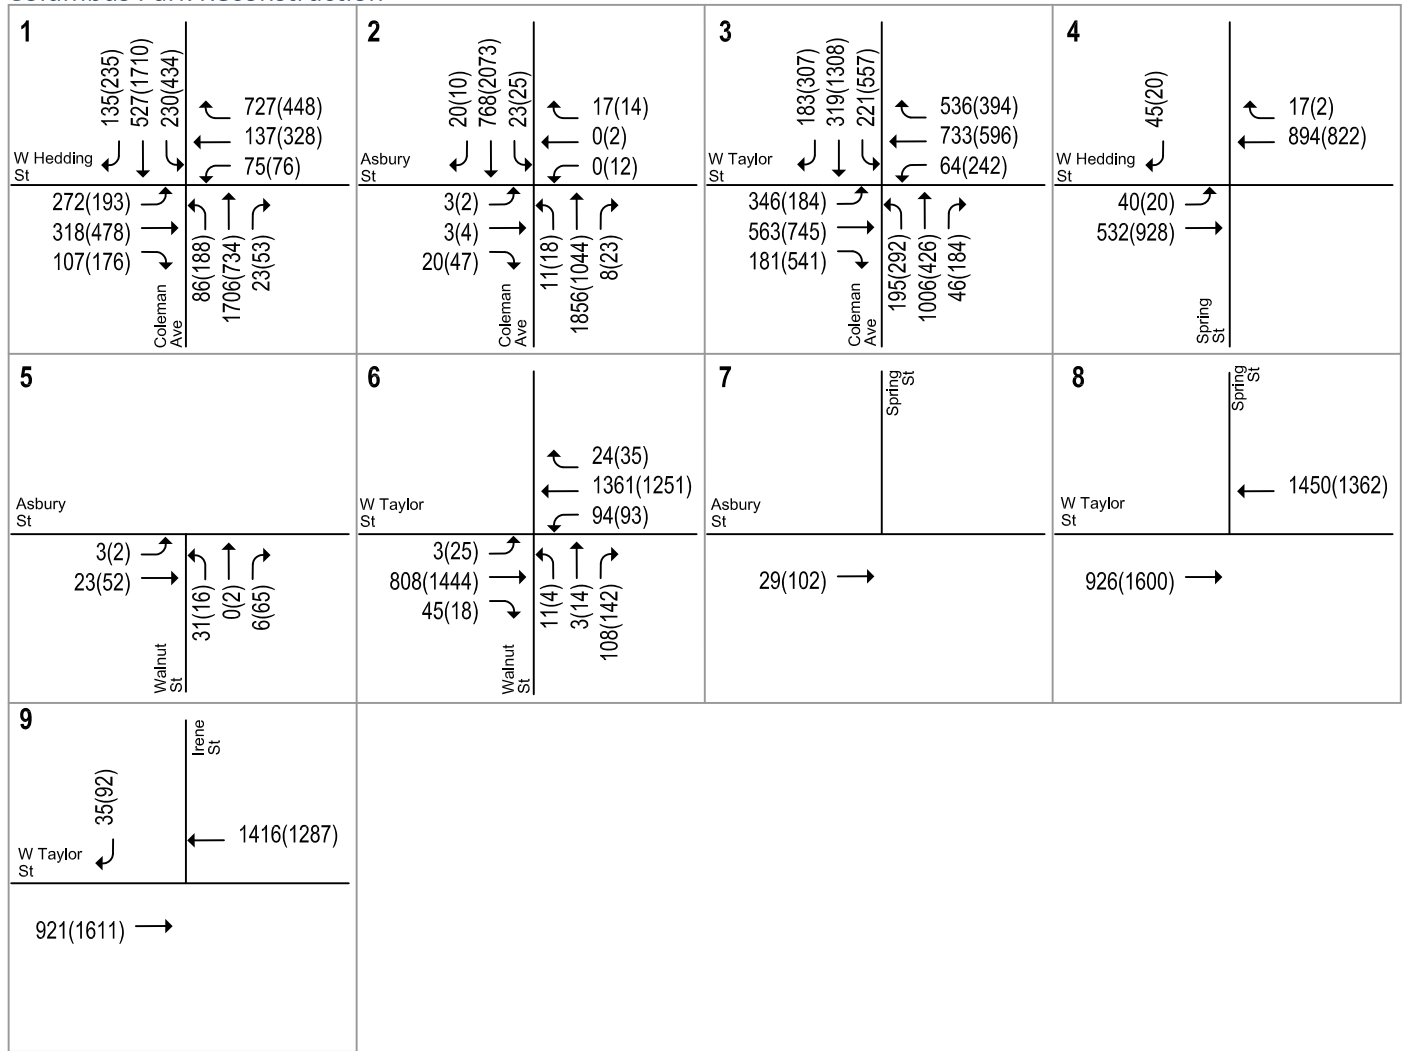 Columbus Park Reconstruction
1
135(235)
527(1710)
230(434)
727(448)
137(328)
75(76)
W Hedding
St
272(193)
318(478)
107(176)
86(188)
1706(734)
23(53)
Coleman
Ave
2
20(10)
768(2073)
23(25)
17(14)
0(2)
0(12)
Asbury
St
3(2)
3(4)
20(47)
11(18)
1856(1044)
8(23)
Coleman
Ave
3
183(307)
319(1308)
221(557)
536(394)
733(596)
64(242)
W Taylor
St
346(184)
563(745)
181(541)
195(292)
1006(426)
46(184)
Coleman
Ave
4
45(20)
17(2)
894(822)
W Hedding
St
40(20)
532(928)
Spring
St
5
Asbury
St
3(2)
23(52)
31(16)
0(2)
6(65)
Walnut
St
6
24(35)
1361(1251)
94(93)
W Taylor
St
3(25)
808(1444)
45(18)
11(4)
3(14)
108(142)
Walnut
St
7
Spring
St
Asbury
St
29(102)
8
Spring
St
1450(1362)
W Taylor
St
926(1600)
9
Irene
St
35(92)
1416(1287)
W Taylor
St
921(1611)